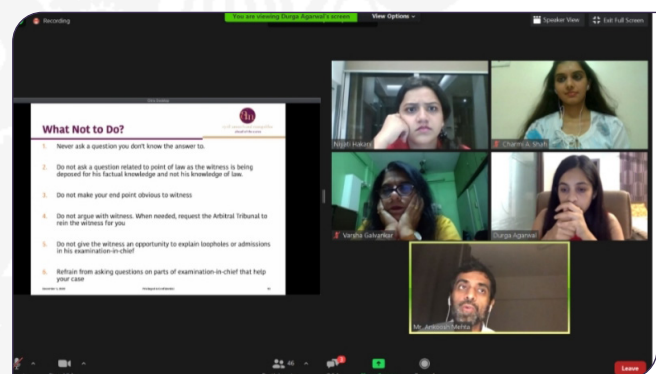 Recording
You are viewing Durga Agarwal's screen
View Options
Speaker View
Exit Full Screen
What Not to Do?
1. Never ask a question you don't know the answer to.
2. Do not ask a question related to point of law as the witness is being
deposed for his factual knowledge and not his knowledge of law.
3. Do not make your end point obvious to witness
4. Do not argue with witness. When needed, request the Arbitral Tribunal to
rein the witness for you
5. Do not give the witness an opportunity to explain loopholes or admissions
in his examination-in-chief
6. Refrain from asking questions on parts of examination-in-chief that help
your case
Charmi A. Shah
Varsha Galvankar
Durga Agarwal
Mr. Ankoosh Mehta
46
3
Leave